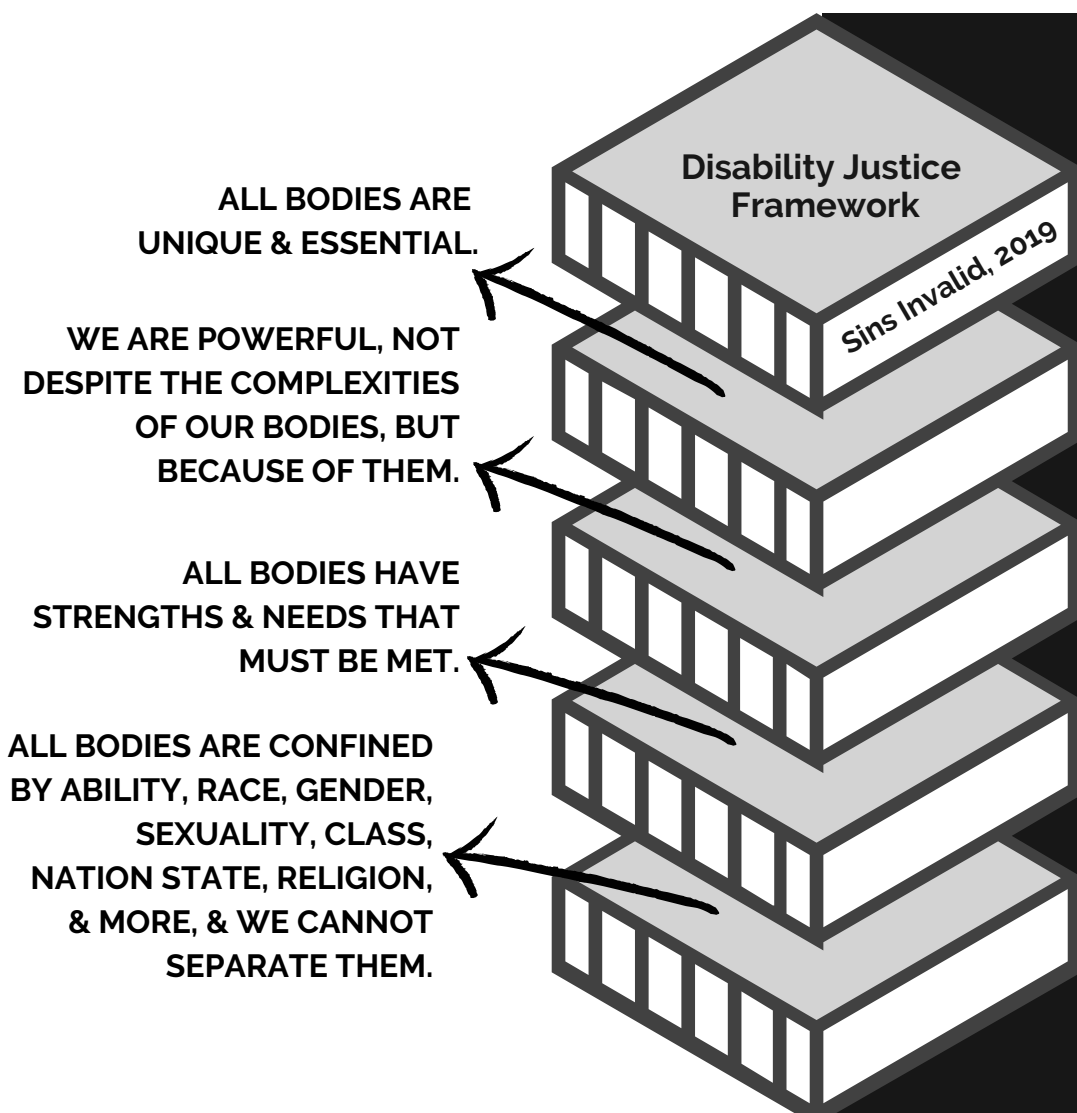 Disability Justice
Framework
Sins Invalid, 2019
ALL BODIES ARE
UNIQUE & ESSENTIAL.
WE ARE POWERFUL, NOT
DESPITE THE COMPLEXITIES
OF OUR BODIES, BUT
BECAUSE OF THEM.
ALL BODIES HAVE
STRENGTHS & NEEDS THAT
MUST BE MET.
ALL BODIES ARE CONFINED
BY ABILITY, RACE, GENDER,
SEXUALITY, CLASS,
NATION STATE, RELIGION,
& MORE, & WE CANNOT
SEPARATE THEM.